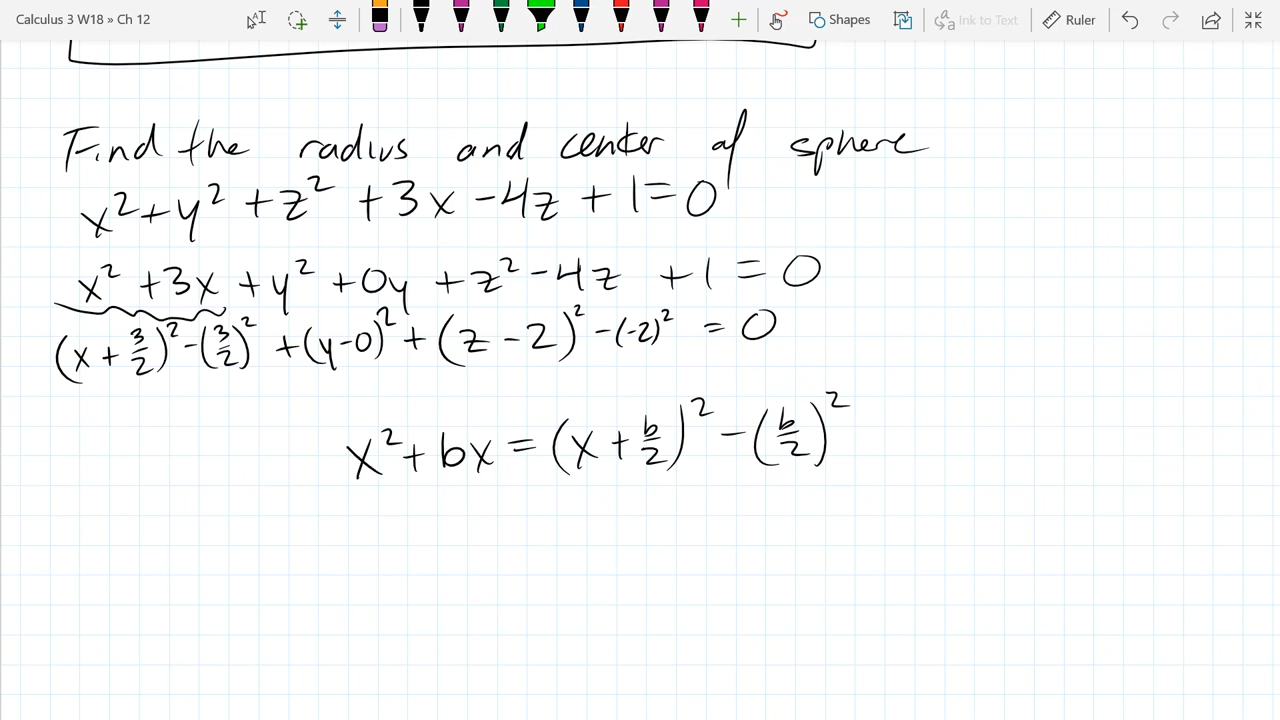 Calculus 3 W18 » Ch 12
Shapes
Ink to Text
Ruler
Find the radius and center of sphere
x² + y² + z² + 3x - 4z + 1 = 0
x² + 3x + y² + 0y + z² - 4z + 1 = 0
(x + 3/2)² - (3/2)² + (y - 0)² + (z - 2)² - (-2)² = 0
x² + bx = (x + b/2)² - (b/2)²